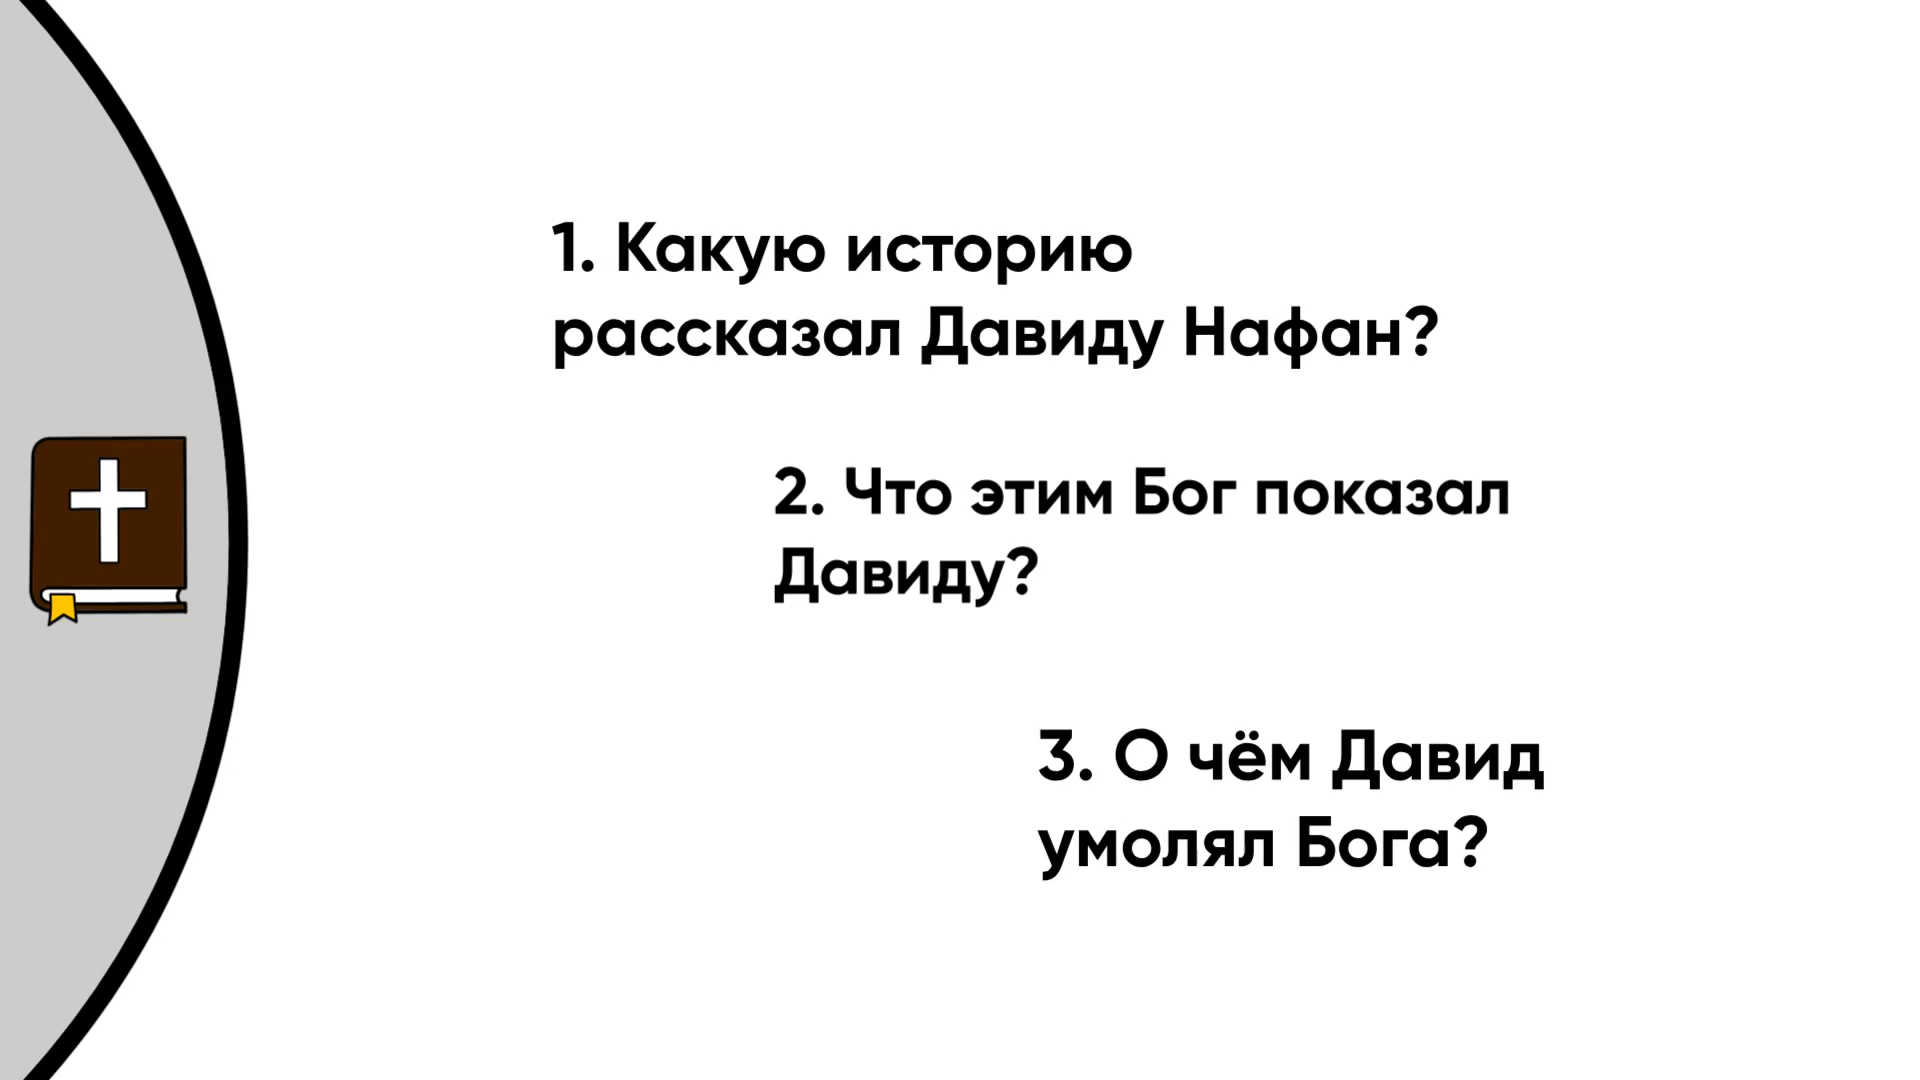 1. Какую историю
рассказал Давиду Нафан?
2. Что этим Бог показал
Давиду?
3. О чём Давид
умолял Бога?